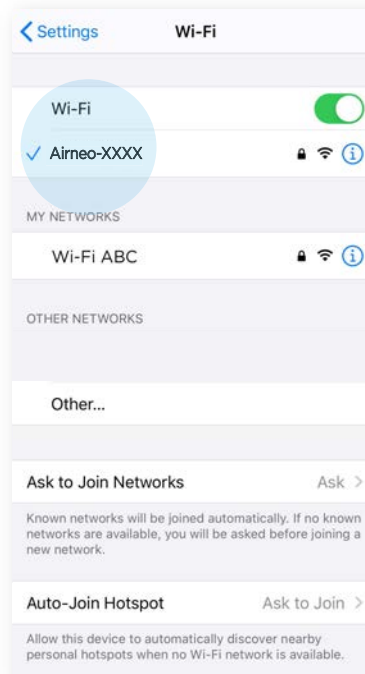 Settings Wi-Fi
Wi-Fi
Airneo-XXXX
MY NETWORKS
Wi-Fi ABC
OTHER NETWORKS
Other...
Ask to Join Networks Ask
Known networks will be joined automatically. If no known
networks are available, you will be asked before joining a
new network.
Auto-Join Hotspot Ask to Join
Allow this device to automatically discover nearby
personal hotspots when no Wi-Fi network is available.